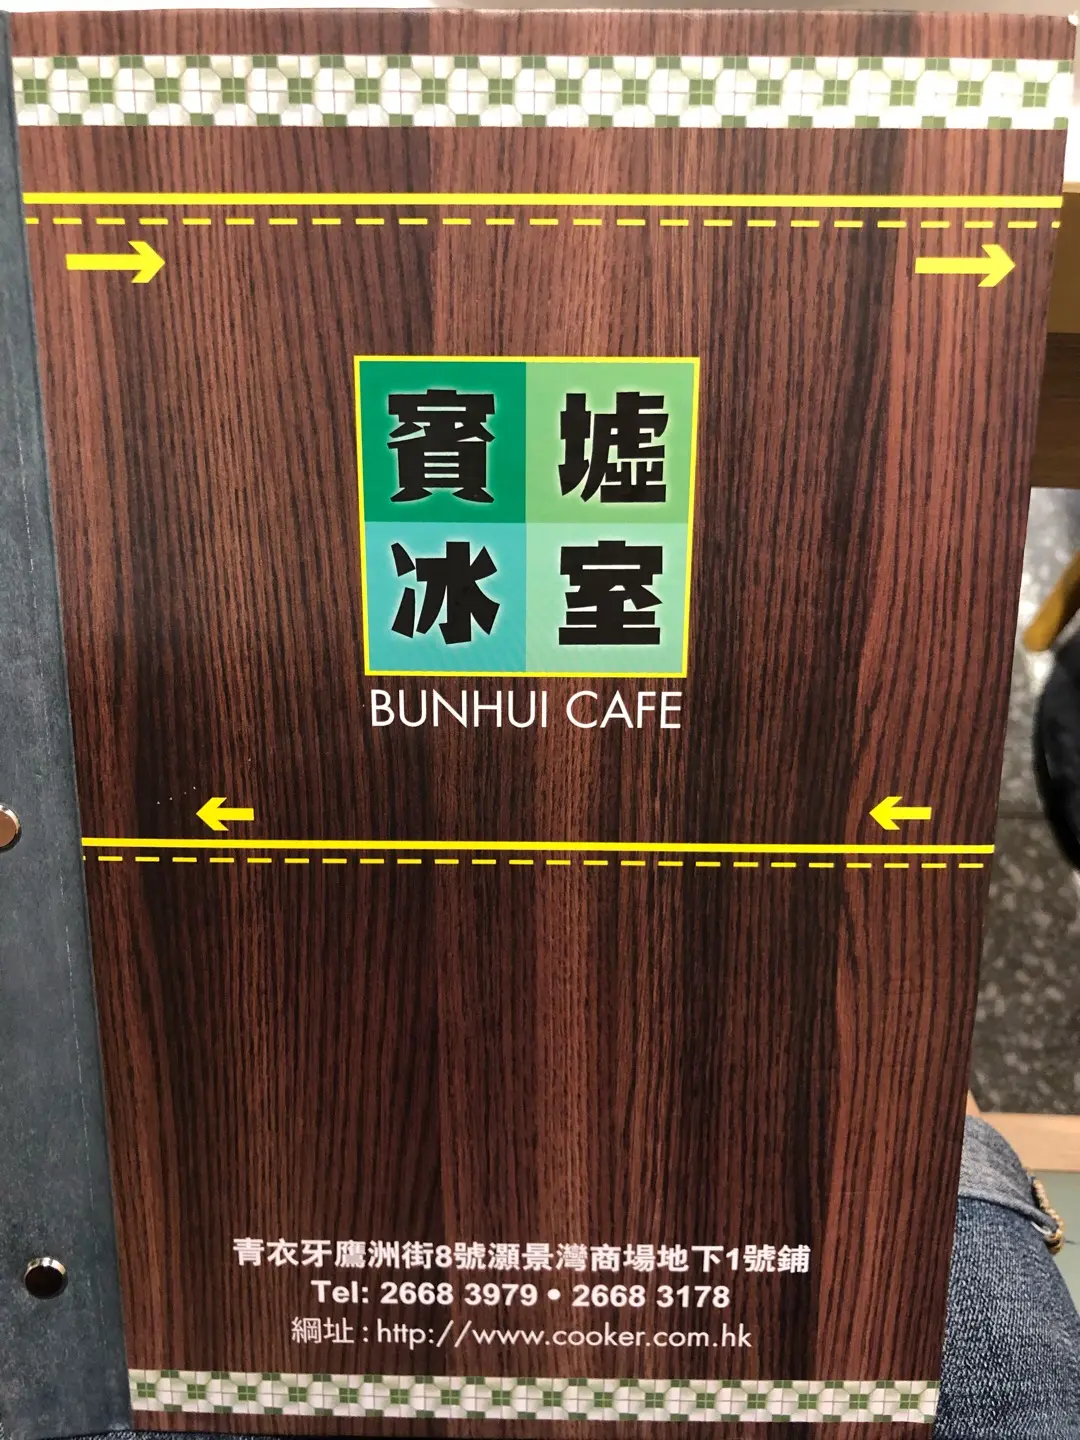 賓墟
冰室
BUNHUI CAFE
青衣牙鷹洲街8號灝景灣商場地下1號鋪
Tel: 2668 3979 • 2668 3178
網址 : http://www.cooker.com.hk